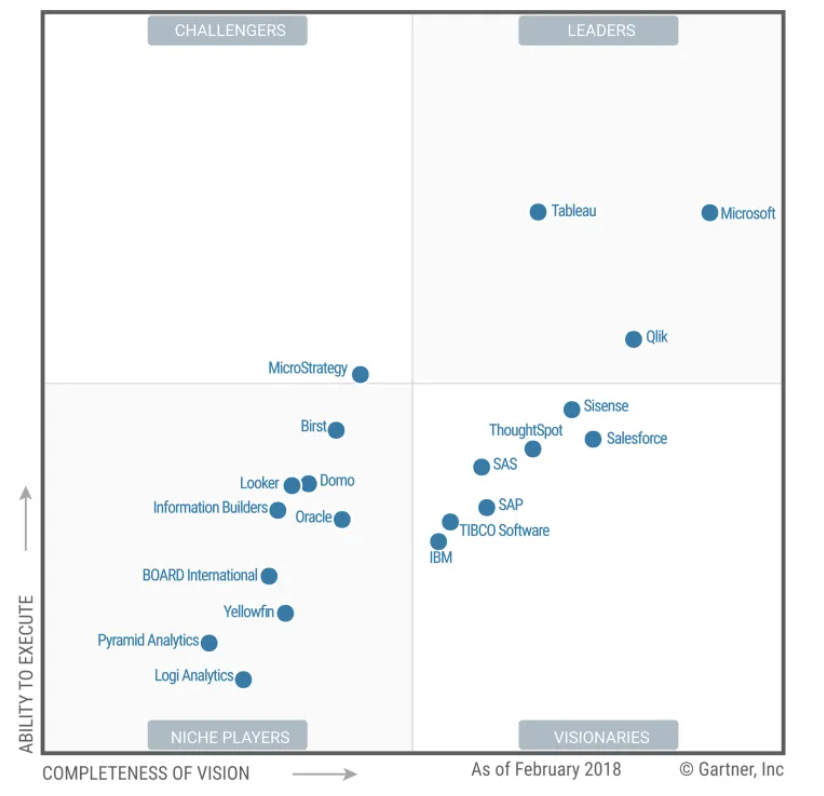 CHALLENGERS
LEADERS
Tableau
Microsoft
Qlik
MicroStrategy
Sisense
Birst
ThoughtSpot
Salesforce
SAS
Looker
Domo
Information Builders
SAP
Oracle
TIBCO Software
IBM
BOARD International
Yellowfin
Pyramid Analytics
Logi Analytics
ABILITY TO EXECUTE
NICHE PLAYERS
VISIONARIES
COMPLETENESS OF VISION
As of February 2018
© Gartner, Inc